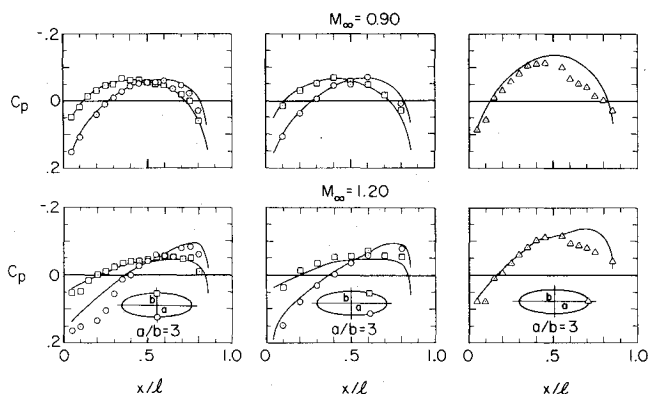 M∞ = 0.90
-.2
Cp 0
.2
M∞ = 1.20
-.2
Cp 0
.2
b a b a b a
a/b=3 a/b=3 a/b=3
0 .5 1.0 0 .5 1.0 0 .5 1.0
x/ℓ x/ℓ x/ℓ